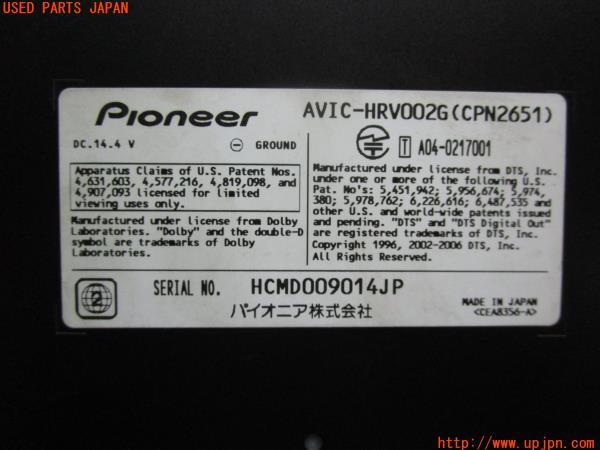 USED PARTS JAPAN
Pioneer
AVIC-HRV002G(CPN2651)
DC.14.4 V
GROUND
T A04-0217001
Apparatus Claims of U.S. Patent Nos.
4,631,603, 4,577,216, 4,819,098, and
4,907,093 licensed for limited
viewing uses only.
Manufactured under license from Dolby
Laboratories. "Dolby" and the double-D
symbol are trademarks of Dolby
Laboratories.
Manufactured under license from DTS, Inc.
under one or more of the following U.S.
Pat. No's: 5,451,942; 5,956,674; 5,974,
380; 5,978,762; 6,226,616; 6,487,535 and
other U.S. and world-wide patents issued
and pending. "DTS" and "DTS Digital Out"
are registered trademarks of DTS, Inc.
Copyright 1996, 2002-2006 DTS, Inc.
All Rights Reserved.
2
SERIAL NO. HCMD009014JP
パイオニア株式会社
MADE IN JAPAN
<CEA8356-A>
http://www.upjpn.com/